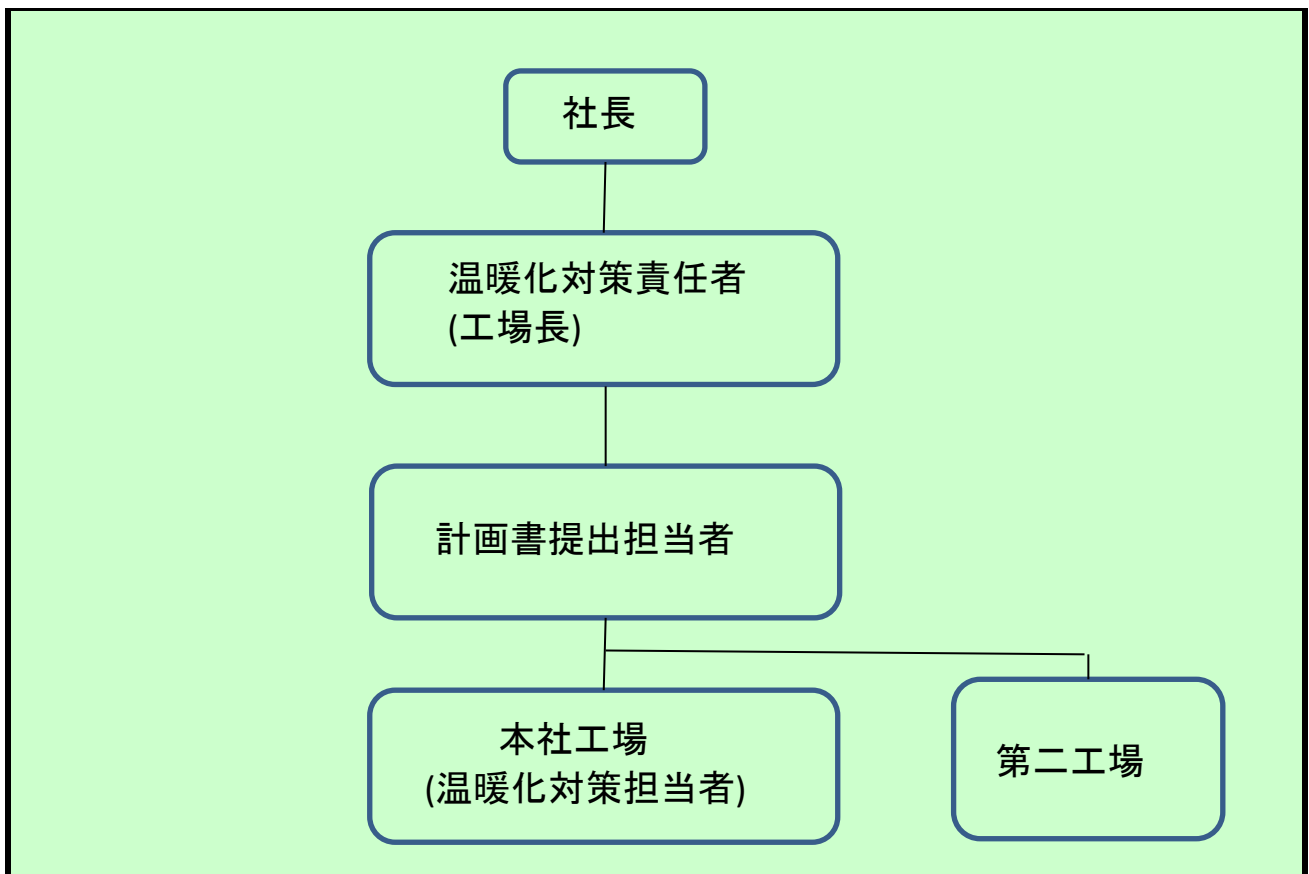 社長
温暖化対策責任者
(工場長)
計画書提出担当者
本社工場
(温暖化対策担当者)
第二工場